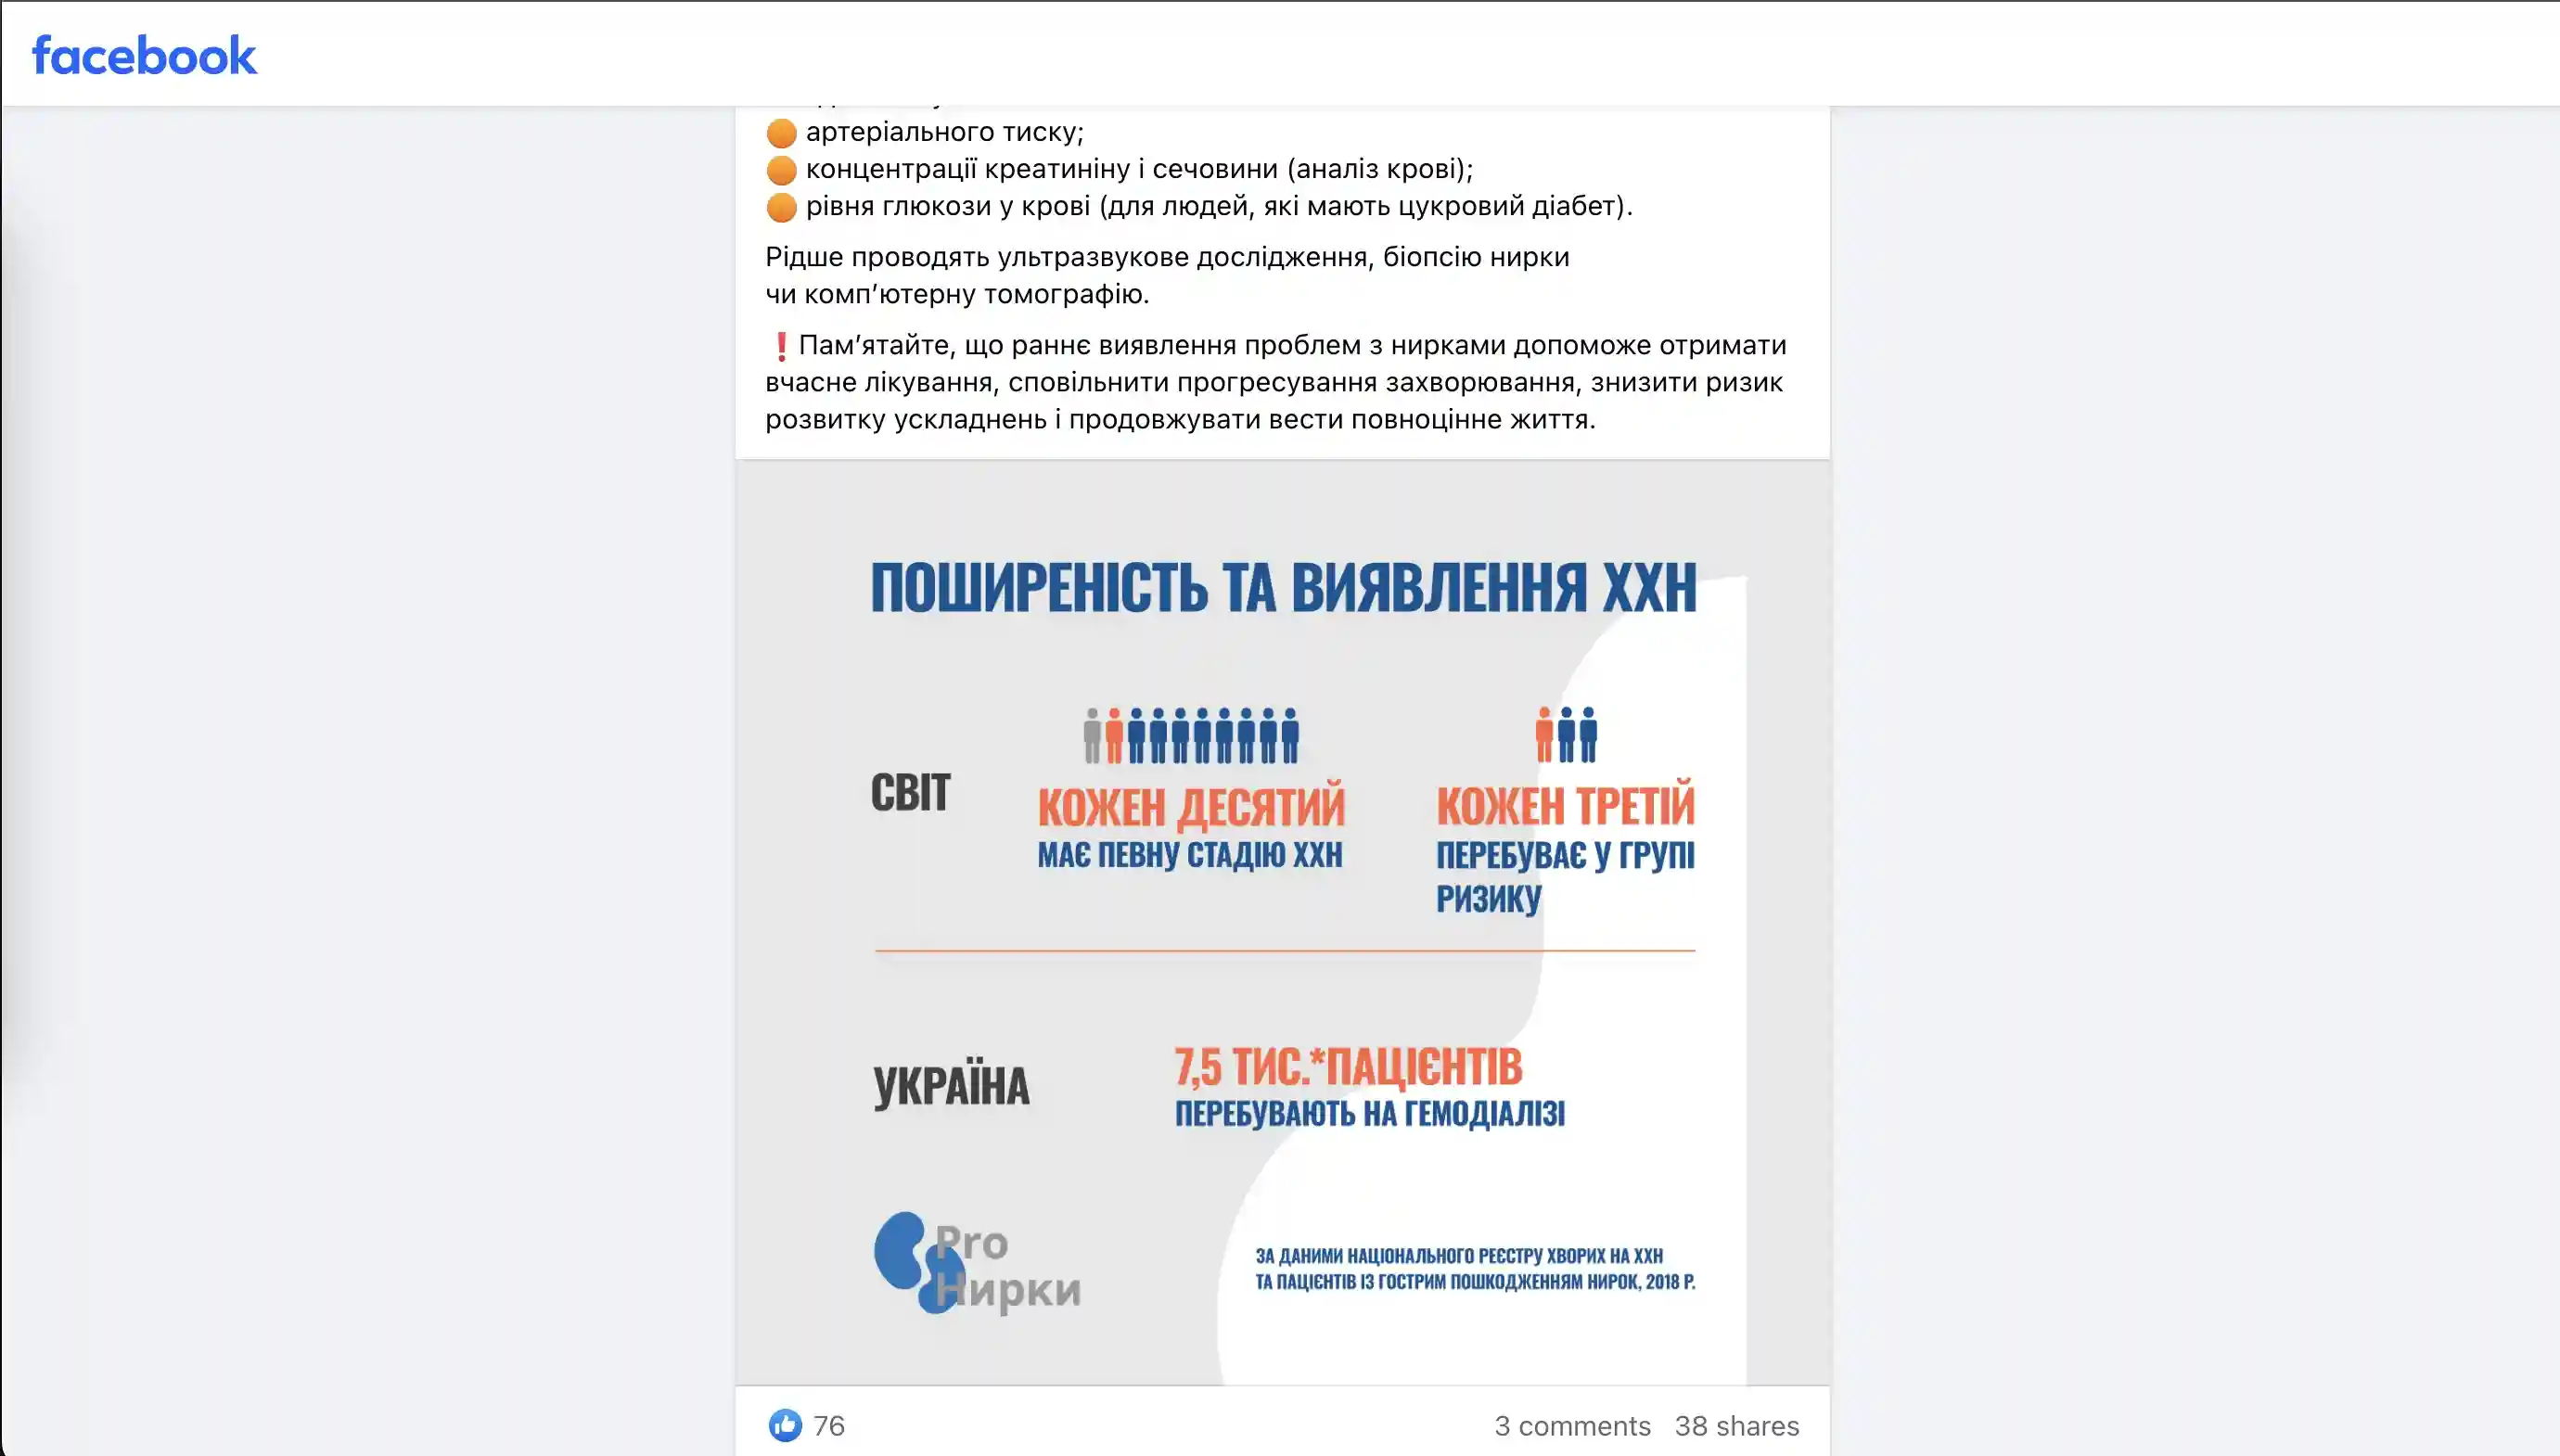 facebook
артеріального тиску;
концентрації креатиніну і сечовини (аналіз крові);
рівня глюкози у крові (для людей, які мають цукровий діабет).
Рідше проводять ультразвукове дослідження, біопсію нирки
чи комп’ютерну томографію.
❗Пам’ятайте, що раннє виявлення проблем з нирками допоможе отримати
вчасне лікування, сповільнити прогресування захворювання, знизити ризик
розвитку ускладнень і продовжувати вести повноцінне життя.
ПОШИРЕНІСТЬ ТА ВИЯВЛЕННЯ ХХН
СВІТ
КОЖЕН ДЕСЯТИЙ
МАЄ ПЕВНУ СТАДІЮ ХХН
КОЖЕН ТРЕТІЙ
ПЕРЕБУВАЄ У ГРУПІ
РИЗИКУ
УКРАЇНА
7,5 ТИС.*ПАЦІЄНТІВ
ПЕРЕБУВАЮТЬ НА ГЕМОДІАЛІЗІ
Pro
Нирки
ЗА ДАНИМИ НАЦІОНАЛЬНОГО РЕЄСТРУ ХВОРИХ НА ХХН
ТА ПАЦІЄНТІВ ІЗ ГОСТРИМ ПОШКОДЖЕННЯМ НИРОК, 2018 Р.
76
3 comments 38 shares